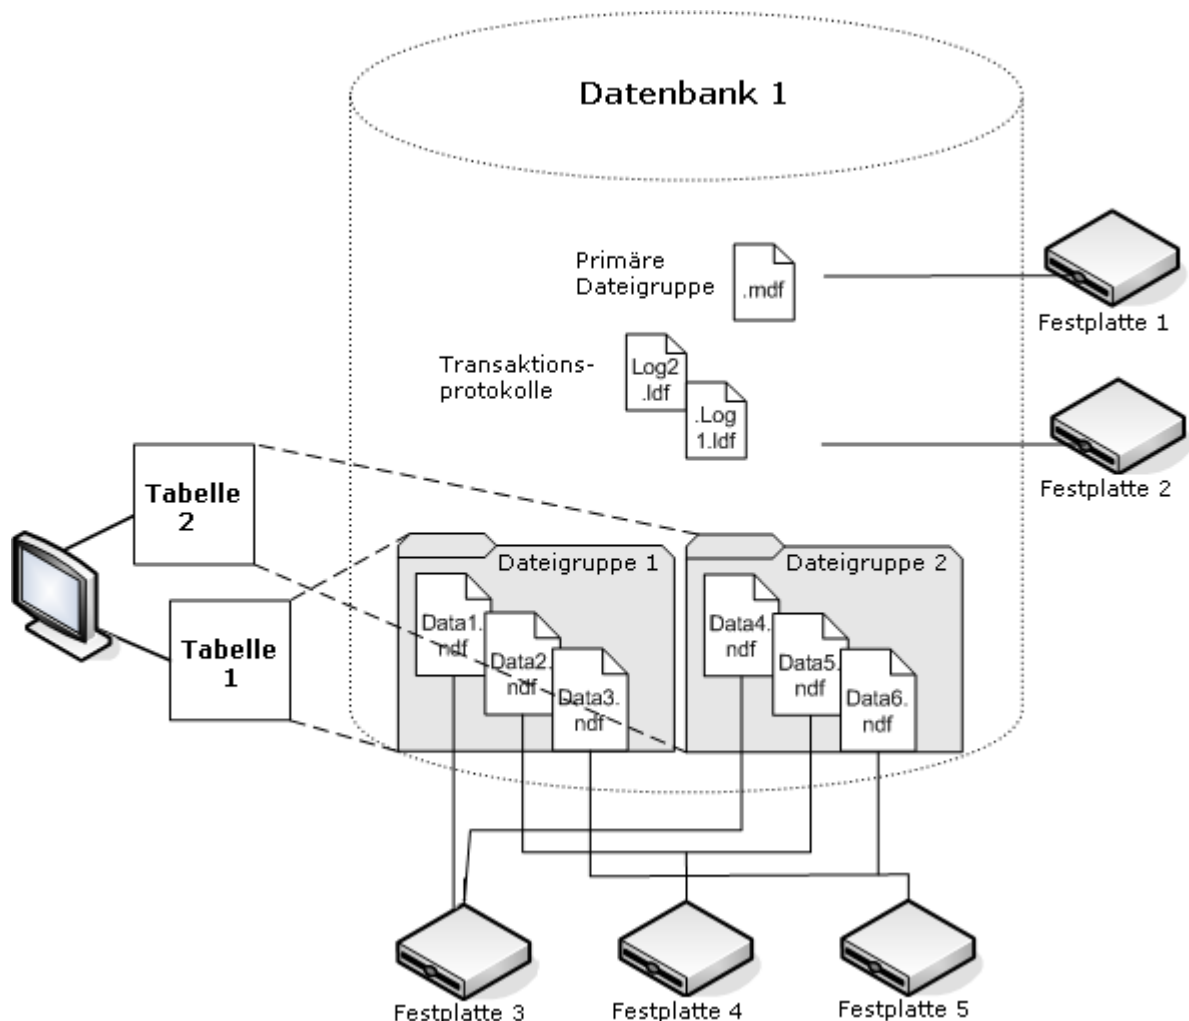 Datenbank 1
Primäre
Dateigruppe
.mdf
Festplatte 1
Transaktions-
protokolle
Log2
.ldf
.Log
1.ldf
Festplatte 2
Tabelle
2
Tabelle
1
Dateigruppe 1
Data1.
ndf
Data2.
ndf
Data3.
ndf
Dateigruppe 2
Data4.
ndf
Data5.
ndf
Data6.
ndf
Festplatte 3
Festplatte 4
Festplatte 5